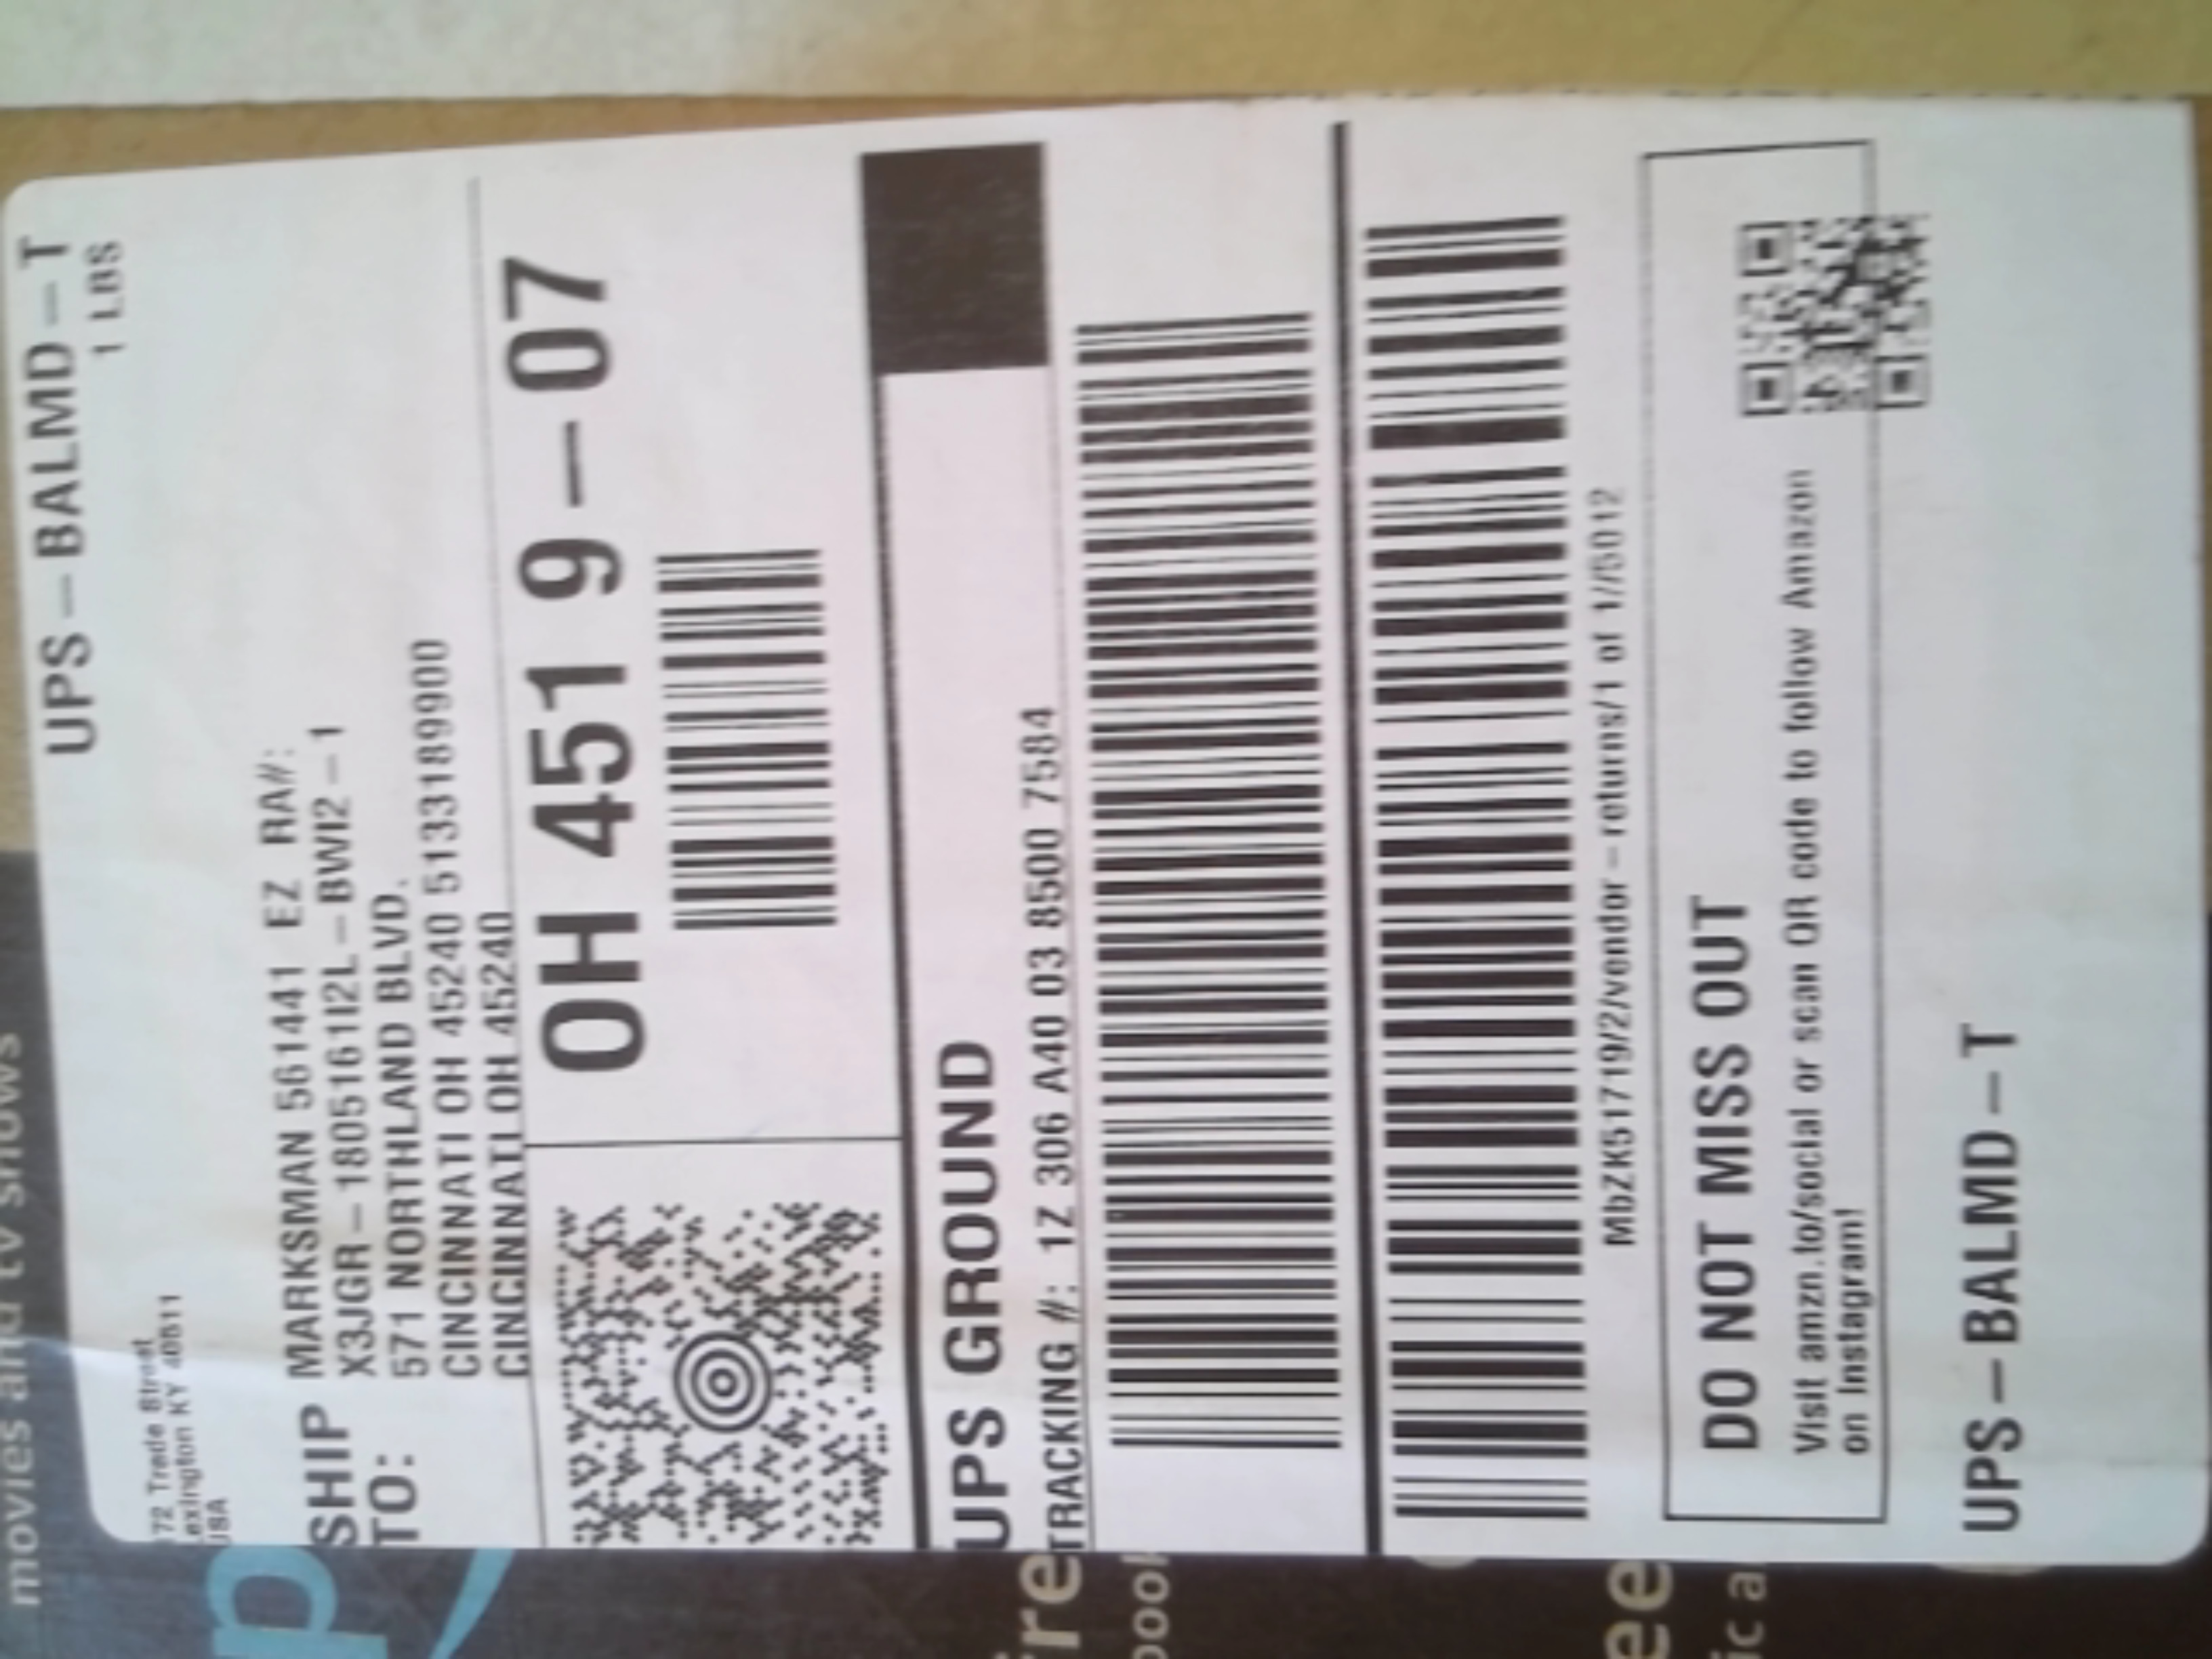 UPS-BALMD-T
1 LBS
172 Trade Street
Lexington KY 40511
USA
SHIP TO:
MARKSMAN 561441 EZ RA#:
X3JGR-1805161I2L-BWI2-1
571 NORTHLAND BLVD.
CINCINNATI OH 45240 5133189900
CINCINNATI OH 45240
OH 451 9-07
UPS GROUND
TRACKING #: 1Z 306 A40 03 8500 7584
MbZK51719/2/vendor-returns/1 of 1/5012
DO NOT MISS OUT
Visit amzn.to/social or scan QR code to follow Amazon
on Instagram!
UPS-BALMD-T
movies and tv shows